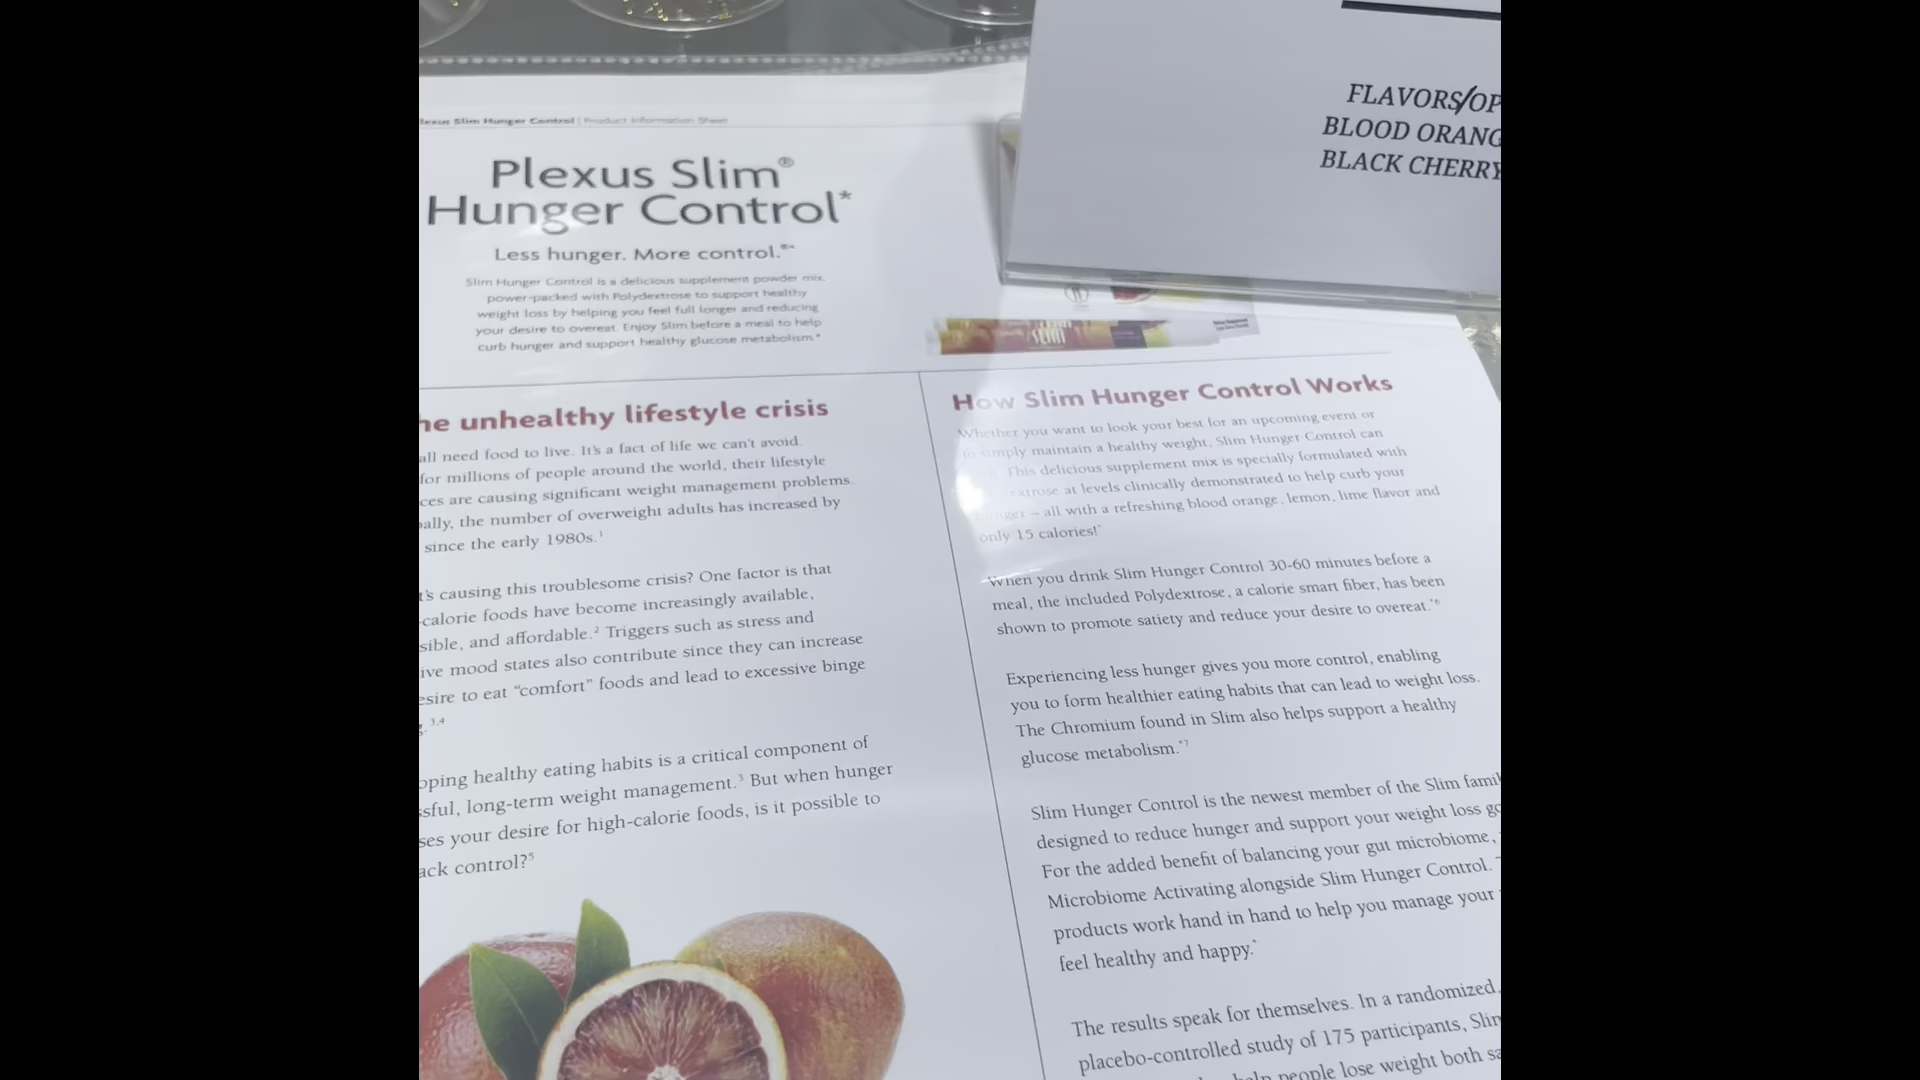 Plexus Slim Hunger Control | Product Information Sheet
Plexus Slim®
Hunger Control*
Less hunger. More control.®*
Slim Hunger Control is a delicious supplement powder mix,
power-packed with Polydextrose to support healthy
weight loss by helping you feel full longer and reducing
your desire to overeat. Enjoy Slim before a meal to help
curb hunger and support healthy glucose metabolism.*
FLAVORS/OP
BLOOD ORANG
BLACK CHERRY
SLIM
he unhealthy lifestyle crisis
all need food to live. It's a fact of life we can't avoid.
for millions of people around the world, their lifestyle
ces are causing significant weight management problems.
bally, the number of overweight adults has increased by
since the early 1980s.1
t's causing this troublesome crisis? One factor is that
-calorie foods have become increasingly available,
sible, and affordable.2 Triggers such as stress and
ive mood states also contribute since they can increase
esire to eat “comfort” foods and lead to excessive binge
g.3,4
oping healthy eating habits is a critical component of
sful, long-term weight management.3 But when hunger
ses your desire for high-calorie foods, is it possible to
ack control?5
How Slim Hunger Control Works
Whether you want to look your best for an upcoming event or
to simply maintain a healthy weight, Slim Hunger Control can
This delicious supplement mix is specially formulated with
extrose at levels clinically demonstrated to help curb your
– all with a refreshing blood orange, lemon, lime flavor and
only 15 calories!*
When you drink Slim Hunger Control 30-60 minutes before a
meal, the included Polydextrose, a calorie smart fiber, has been
shown to promote satiety and reduce your desire to overeat.*6
Experiencing less hunger gives you more control, enabling
you to form healthier eating habits that can lead to weight loss.
The Chromium found in Slim also helps support a healthy
glucose metabolism.*7
Slim Hunger Control is the newest member of the Slim famil
designed to reduce hunger and support your weight loss go
For the added benefit of balancing your gut microbiome,
Microbiome Activating alongside Slim Hunger Control.
products work hand in hand to help you manage your
feel healthy and happy.*
The results speak for themselves. In a randomized,
placebo-controlled study of 175 participants, Slim
help people lose weight both sa